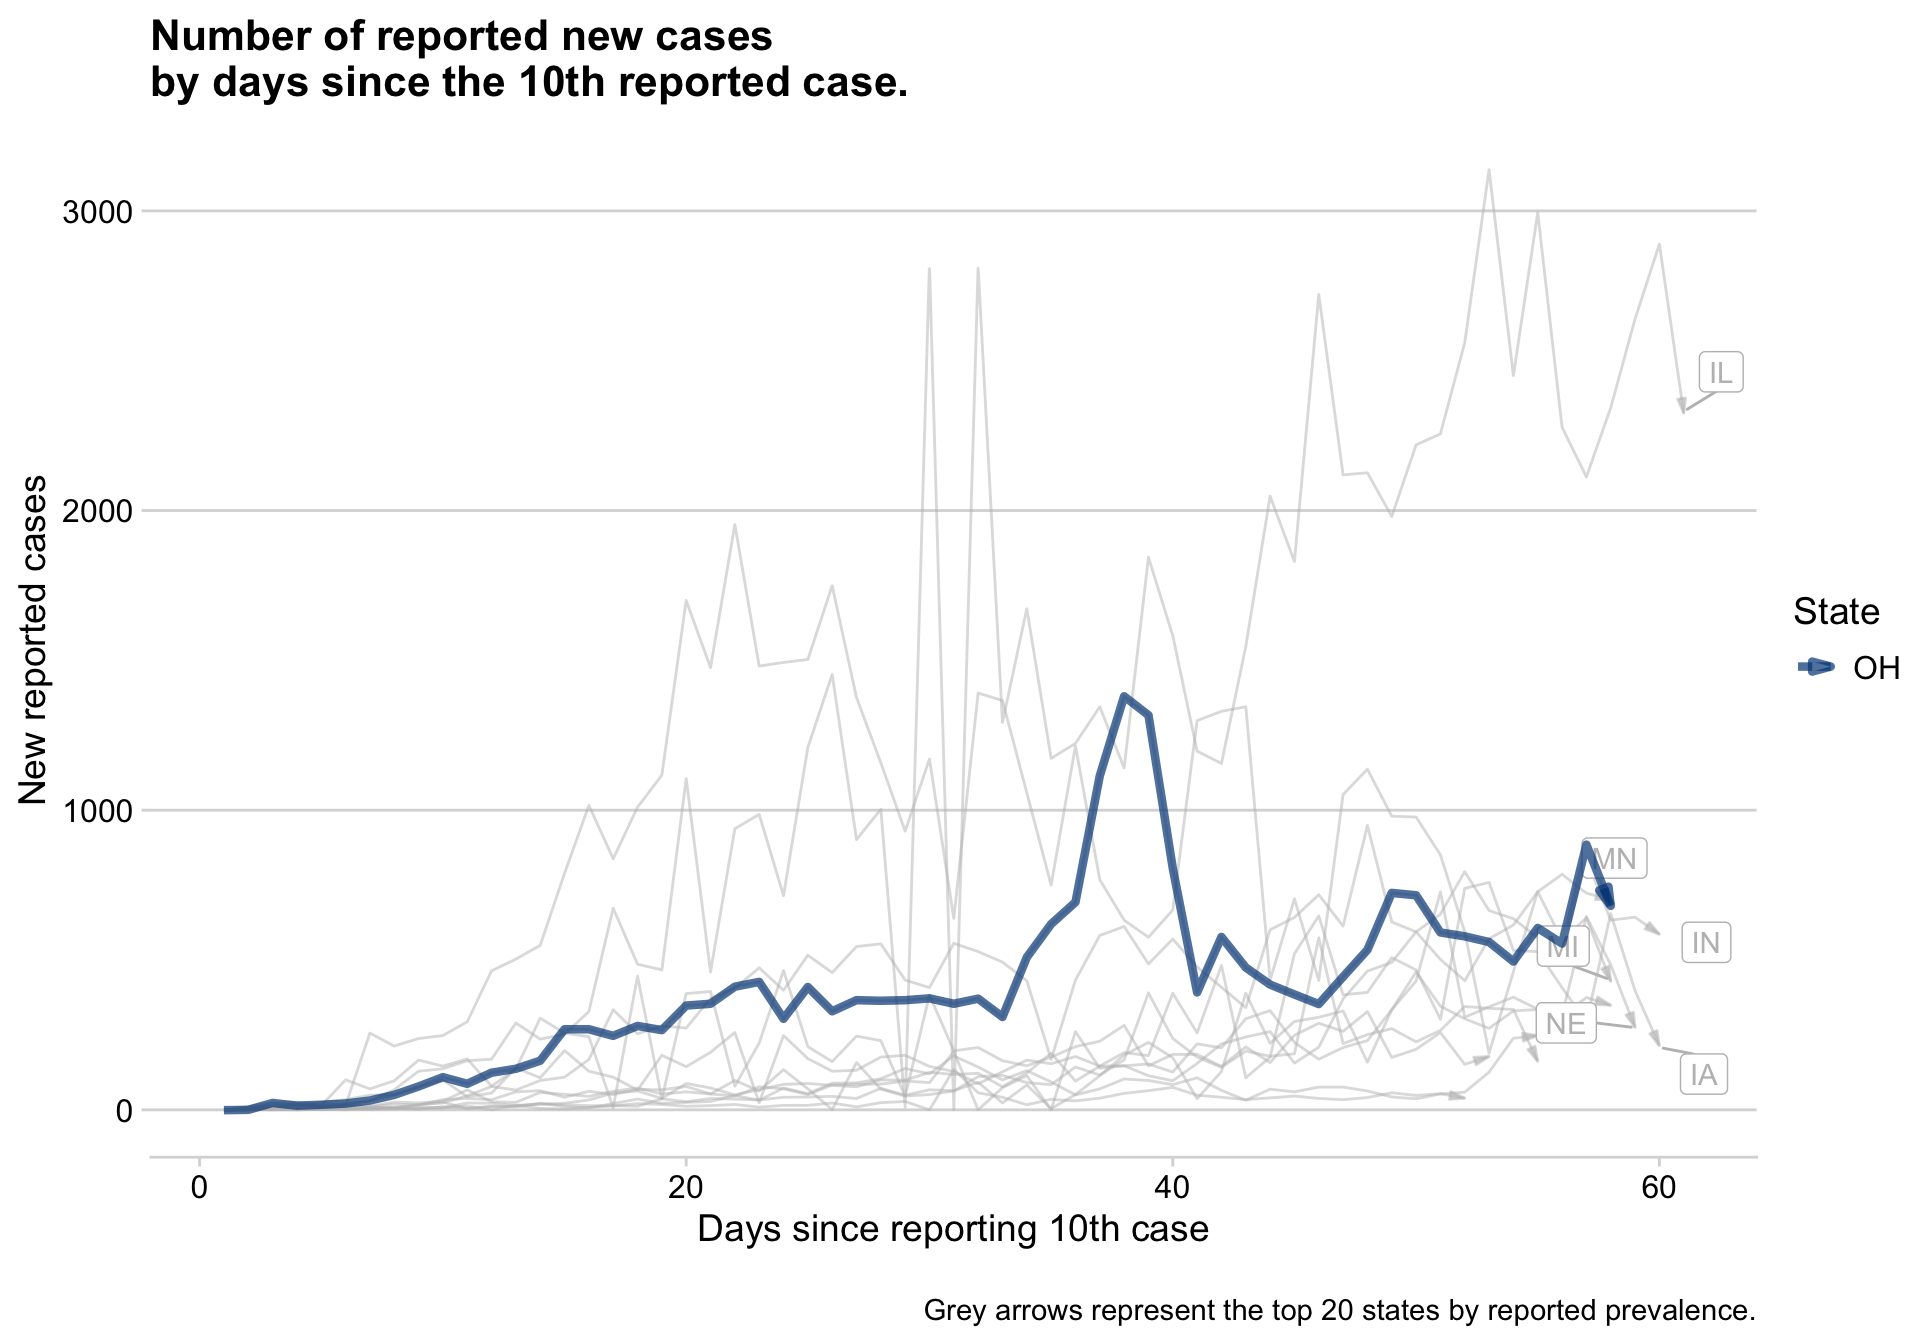 Number of reported new cases
by days since the 10th reported case.
New reported cases
3000
2000
1000
0
IL
MN
IN
MI
NE
IA
State
OH
0
20
40
60
Days since reporting 10th case
Grey arrows represent the top 20 states by reported prevalence.